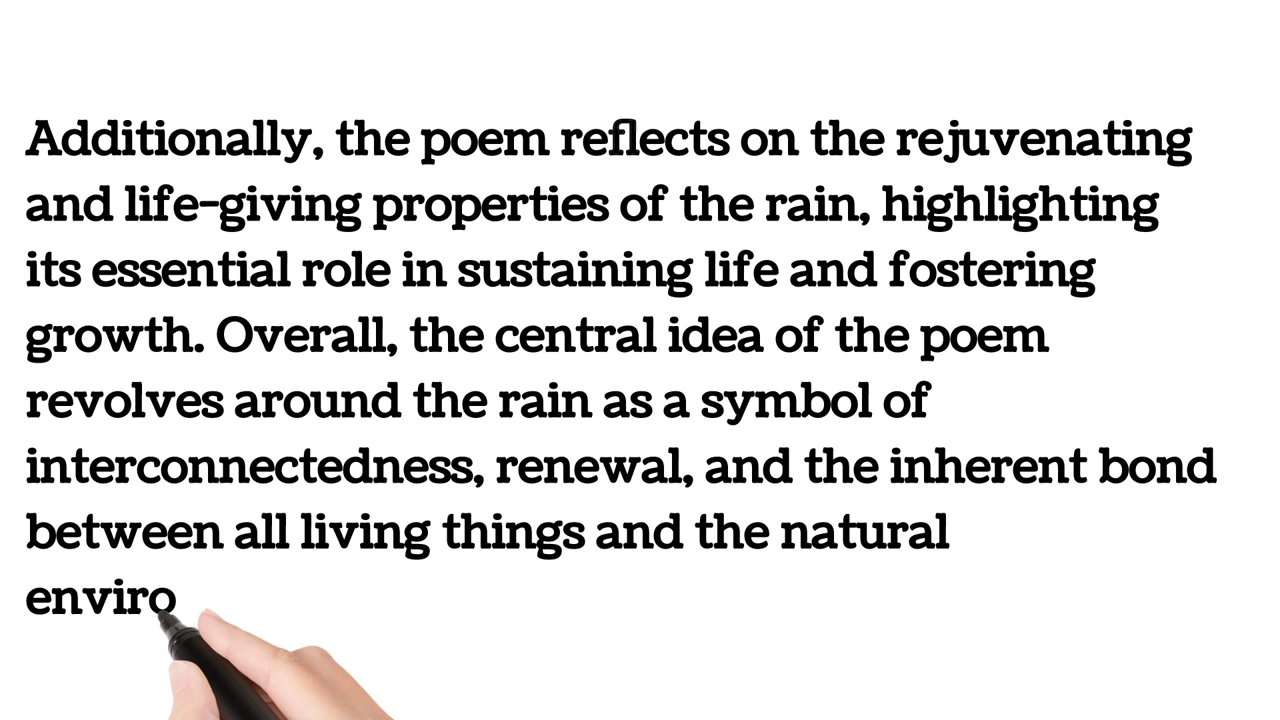 Additionally, the poem reflects on the rejuvenating
and life-giving properties of the rain, highlighting
its essential role in sustaining life and fostering
growth. Overall, the central idea of the poem
revolves around the rain as a symbol of
interconnectedness, renewal, and the inherent bond
between all living things and the natural
enviro